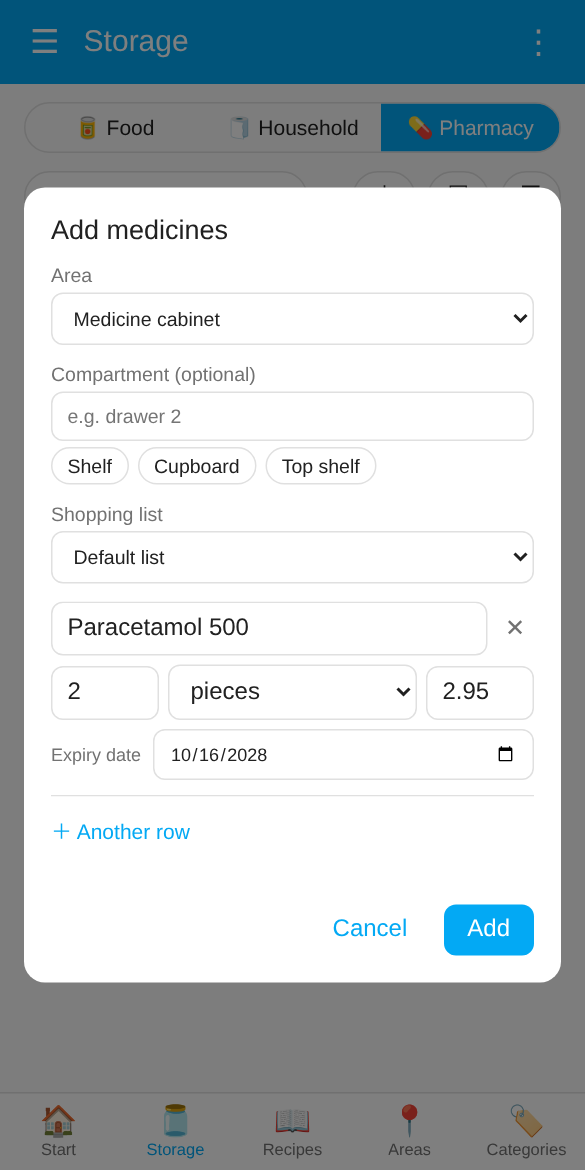 ☰ Storage ⋮
🥫 Food 🧻 Household 💊 Pharmacy
Add medicines
Area
Medicine cabinet
Compartment (optional)
e.g. drawer 2
Shelf Cupboard Top shelf
Shopping list
Default list
Paracetamol 500 ✕
2 pieces 2.95
Expiry date 10/16/2028
+ Another row
Cancel Add
Start Storage Recipes Areas Categories